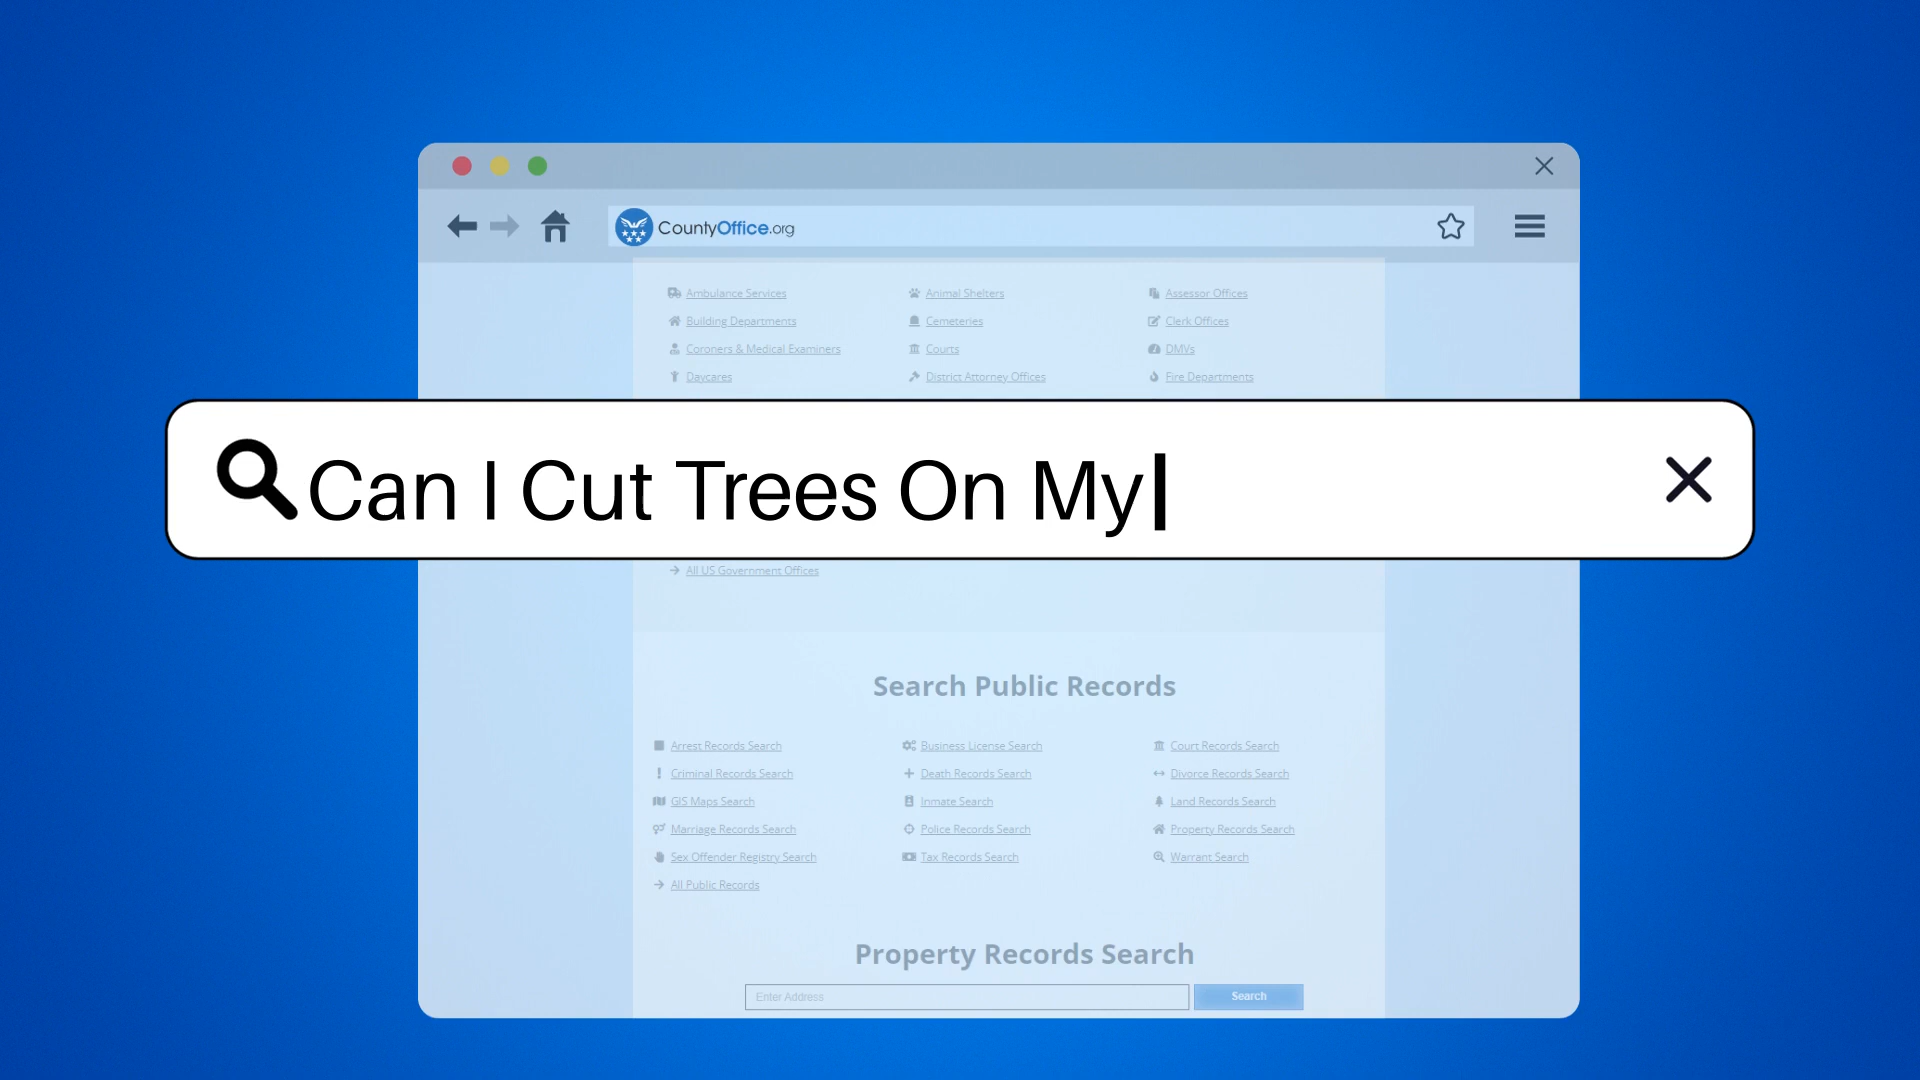 CountyOffice.org
Ambulance Services Animal Shelters Assessor Offices
Building Departments Cemeteries Clerk Offices
Coroners & Medical Examiners Courts DMVs
Daycares District Attorney Offices Fire Departments
Can I Cut Trees On My
All US Government Offices
Search Public Records
Arrest Records Search Business License Search Court Records Search
Criminal Records Search Death Records Search Divorce Records Search
GIS Maps Search Inmate Search Land Records Search
Marriage Records Search Police Records Search Property Records Search
Sex Offender Registry Search Tax Records Search Warrant Search
All Public Records
Property Records Search
Enter Address Search